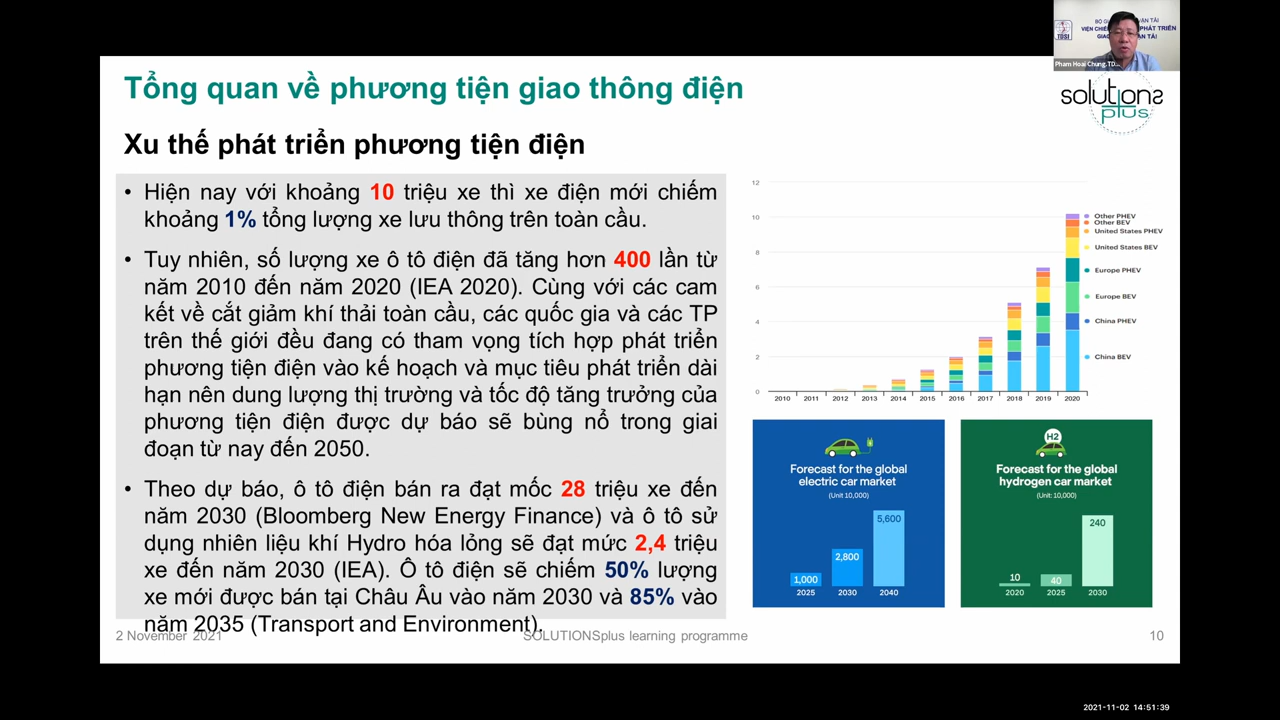 BỘ GIAO THÔNG VẬN TẢI
VIỆN CHIẾN PHÁT TRIỂN
TDSI
Pham Hoai Chung.TD...
Tổng quan về phương tiện giao thông điện
solutions
plus
Xu thế phát triển phương tiện điện
• Hiện nay với khoảng 10 triệu xe thì xe điện mới chiếm
khoảng 1% tổng lượng xe lưu thông trên toàn cầu.
• Tuy nhiên, số lượng xe ô tô điện đã tăng hơn 400 lần từ
năm 2010 đến năm 2020 (IEA 2020). Cùng với các cam
kết về cắt giảm khí thải toàn cầu, các quốc gia và các TP
trên thế giới đều đang có tham vọng tích hợp phát triển
phương tiện điện vào kế hoạch và mục tiêu phát triển dài
hạn nên dung lượng thị trường và tốc độ tăng trưởng của
phương tiện điện được dự báo sẽ bùng nổ trong giai
đoạn từ nay đến 2050.
• Theo dự báo, ô tô điện bán ra đạt mốc 28 triệu xe đến
năm 2030 (Bloomberg New Energy Finance) và ô tô sử
dụng nhiên liệu khí Hydro hóa lỏng sẽ đạt mức 2,4 triệu
xe đến năm 2030 (IEA). Ô tô điện sẽ chiếm 50% lượng
xe mới được bán tại Châu Âu vào năm 2030 và 85% vào
năm 2035 (Transport and Environment).
12
10
8
6
4
2
0
2010 2011 2012 2013 2014 2015 2016 2017 2018 2019 2020
Other PHEV
Other BEV
United States PHEV
United States BEV
Europe PHEV
Europe BEV
China PHEV
China BEV
Forecast for the global
electric car market
(Unit 10,000)
1,000 2,800 5,600
2025 2030 2040
H2
Forecast for the global
hydrogen car market
(Unit: 10,000)
10 40 240
2020 2025 2030
2 November 2021
SOLUTIONSplus learning programme
10
2021-11-02 14:51:39